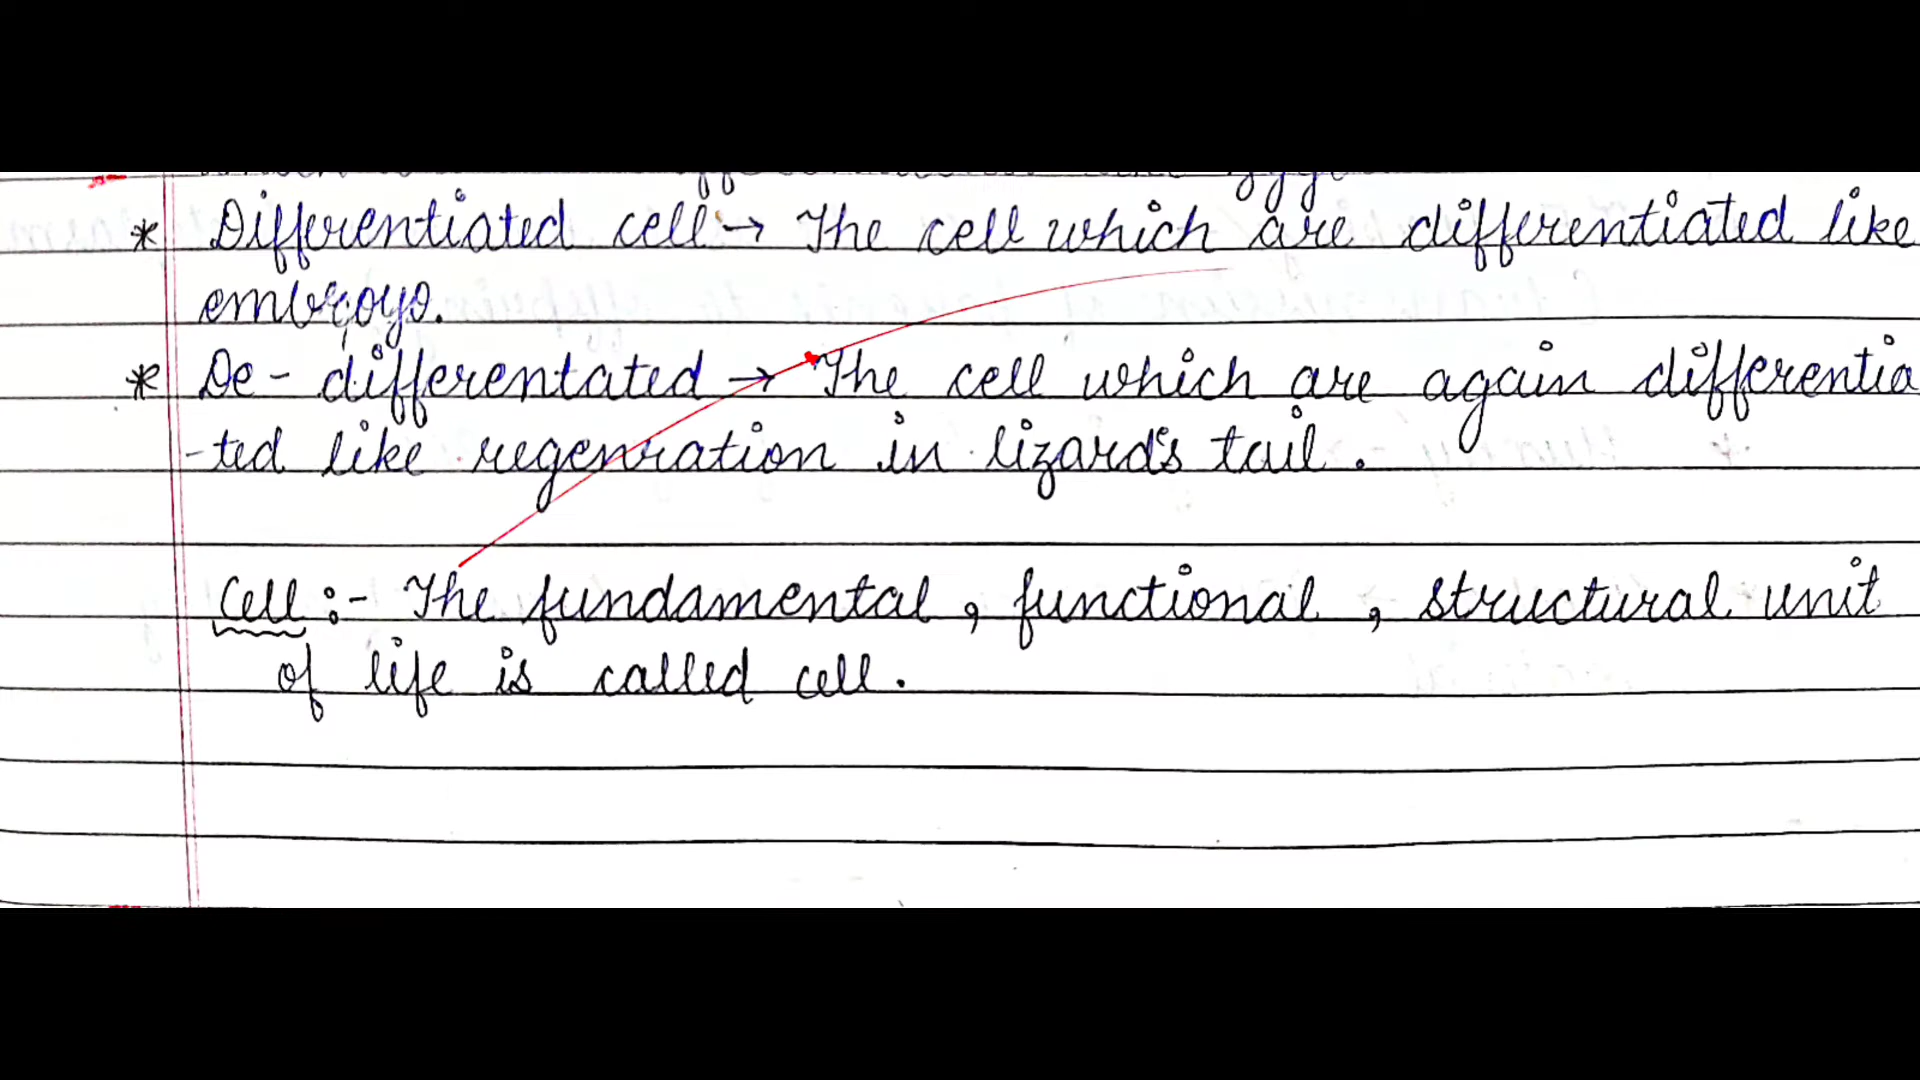 * Differentiated cell → The cell which are differentiated like
embryo.
* De-differentated → The cell which are again differentia
-ted like regenration in lizard's tail.
Cell :- The fundamental, functional, structural unit
of life is called cell.